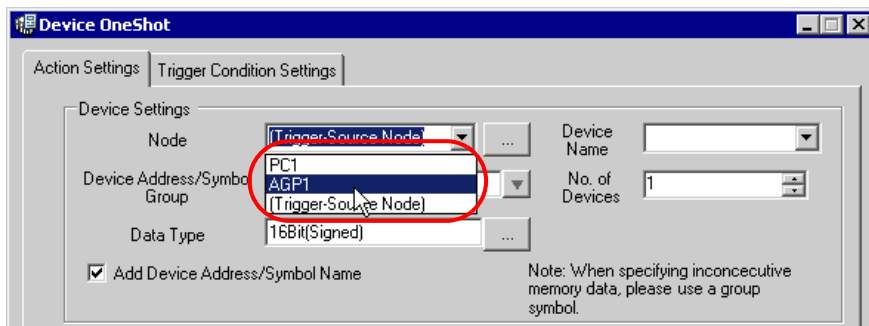 Device OneShot
Action Settings
Trigger Condition Settings
Device Settings
Node
(Trigger-Source Node)
...
Device
Name
PC1
AGP1
(Trigger-Source Node)
Device Address/Symbo
Group
No. of
Devices
1
Data Type
16Bit(Signed)
...
Add Device Address/Symbol Name
Note: When specifying inconcecutive
memory data, please use a group
symbol.